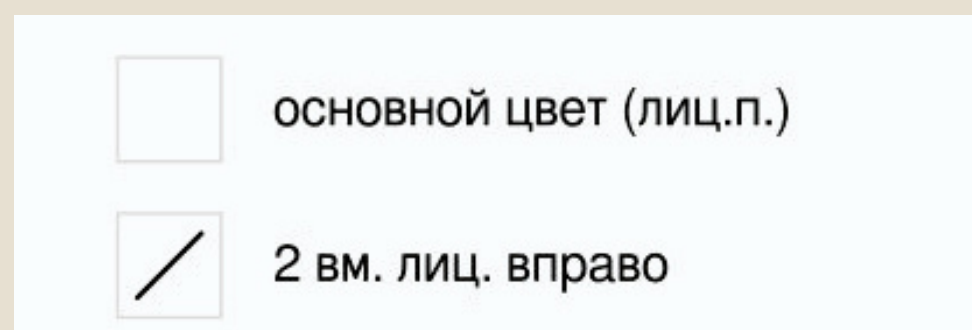 основной цвет (лиц.п.)
2 вм. лиц. вправо